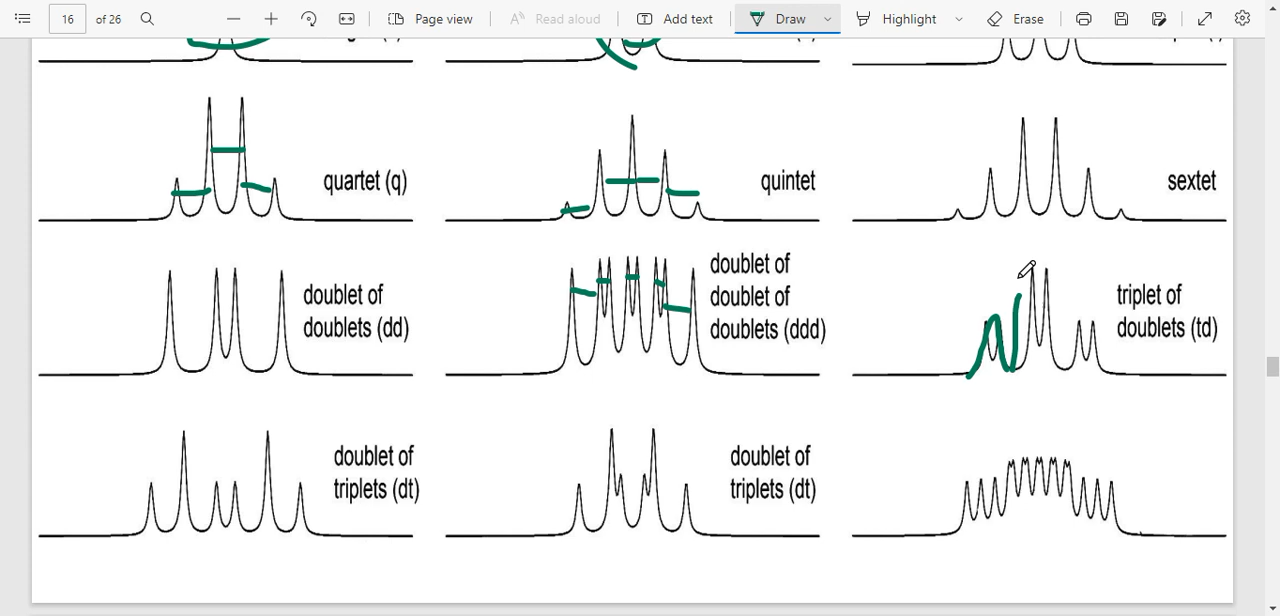 16 of 26 Page view Read aloud Add text Draw Highlight Erase
quartet (q)
quintet
sextet
doublet of
doublets (dd)
doublet of
doublet of
doublets (ddd)
triplet of
doublets (td)
doublet of
triplets (dt)
doublet of
triplets (dt)